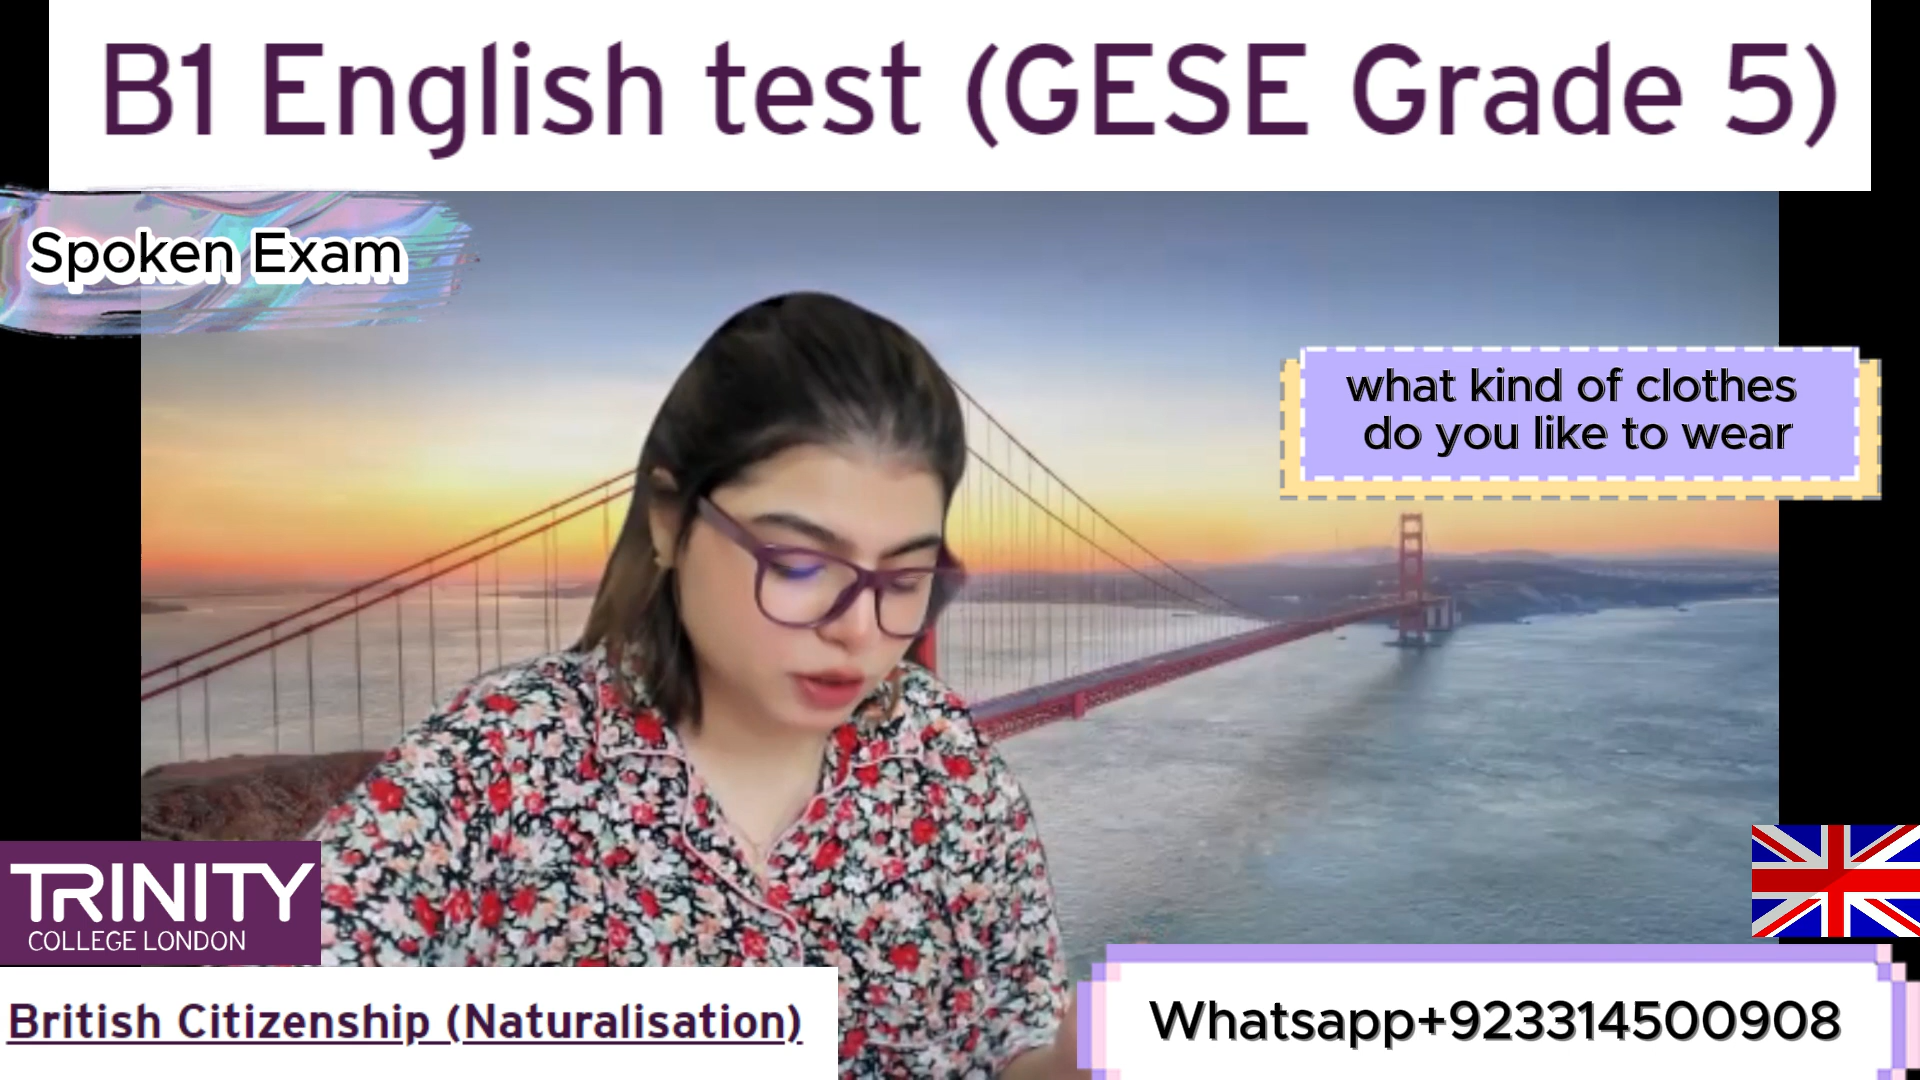 B1 English test (GESE Grade 5)
Spoken Exam
what kind of clothes
do you like to wear
TRINITY
COLLEGE LONDON
British Citizenship (Naturalisation)
Whatsapp+923314500908